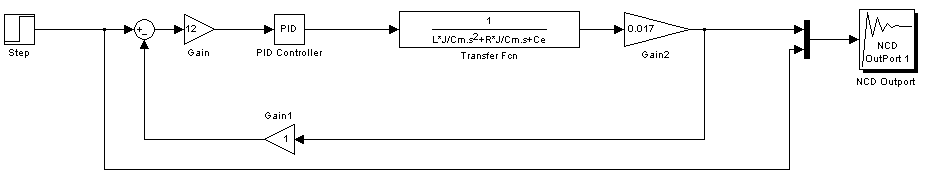 Step
+
-
12
Gain
PID
PID Controller
1
L*J/Cm.s²+R*J/Cm.s+Ce
Transfer Fcn
0.017
Gain2
NCD
OutPort 1
NCD Outport
Gain1
1